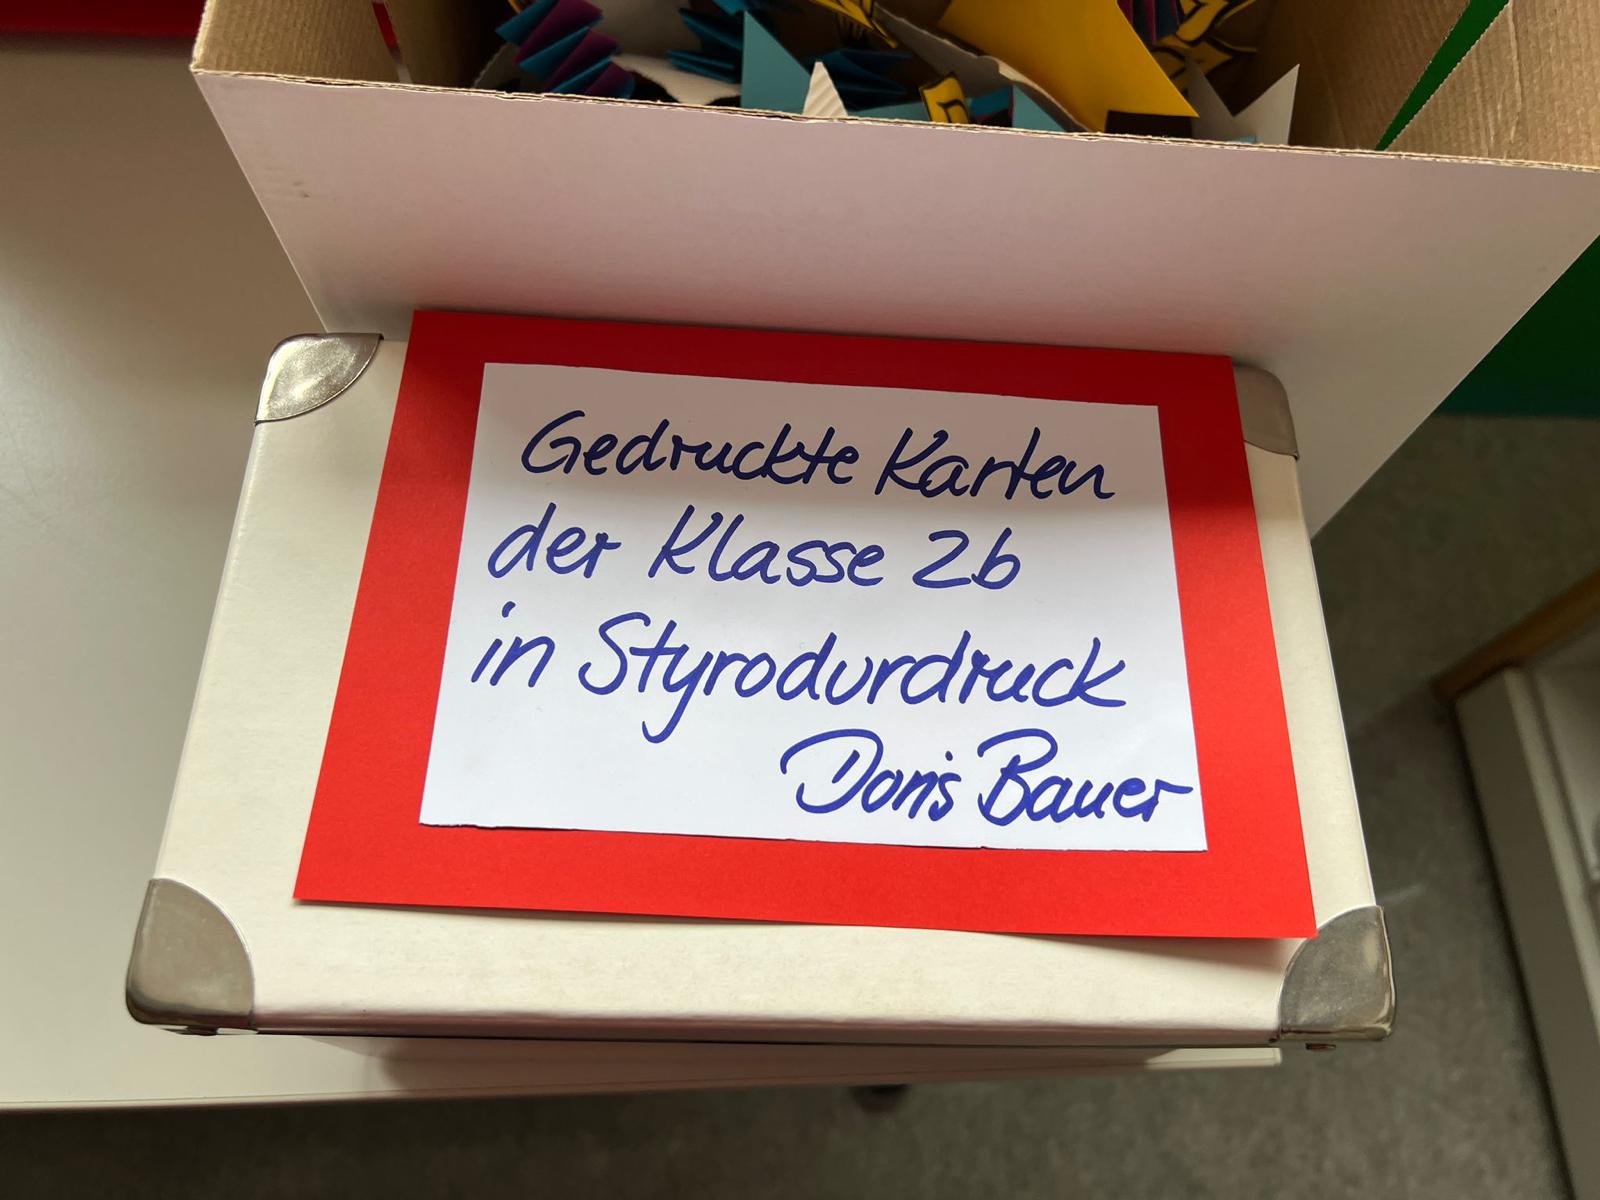 Gedruckte Karten
der Klasse 2b
in Styrodurdruck
Doris Bauer